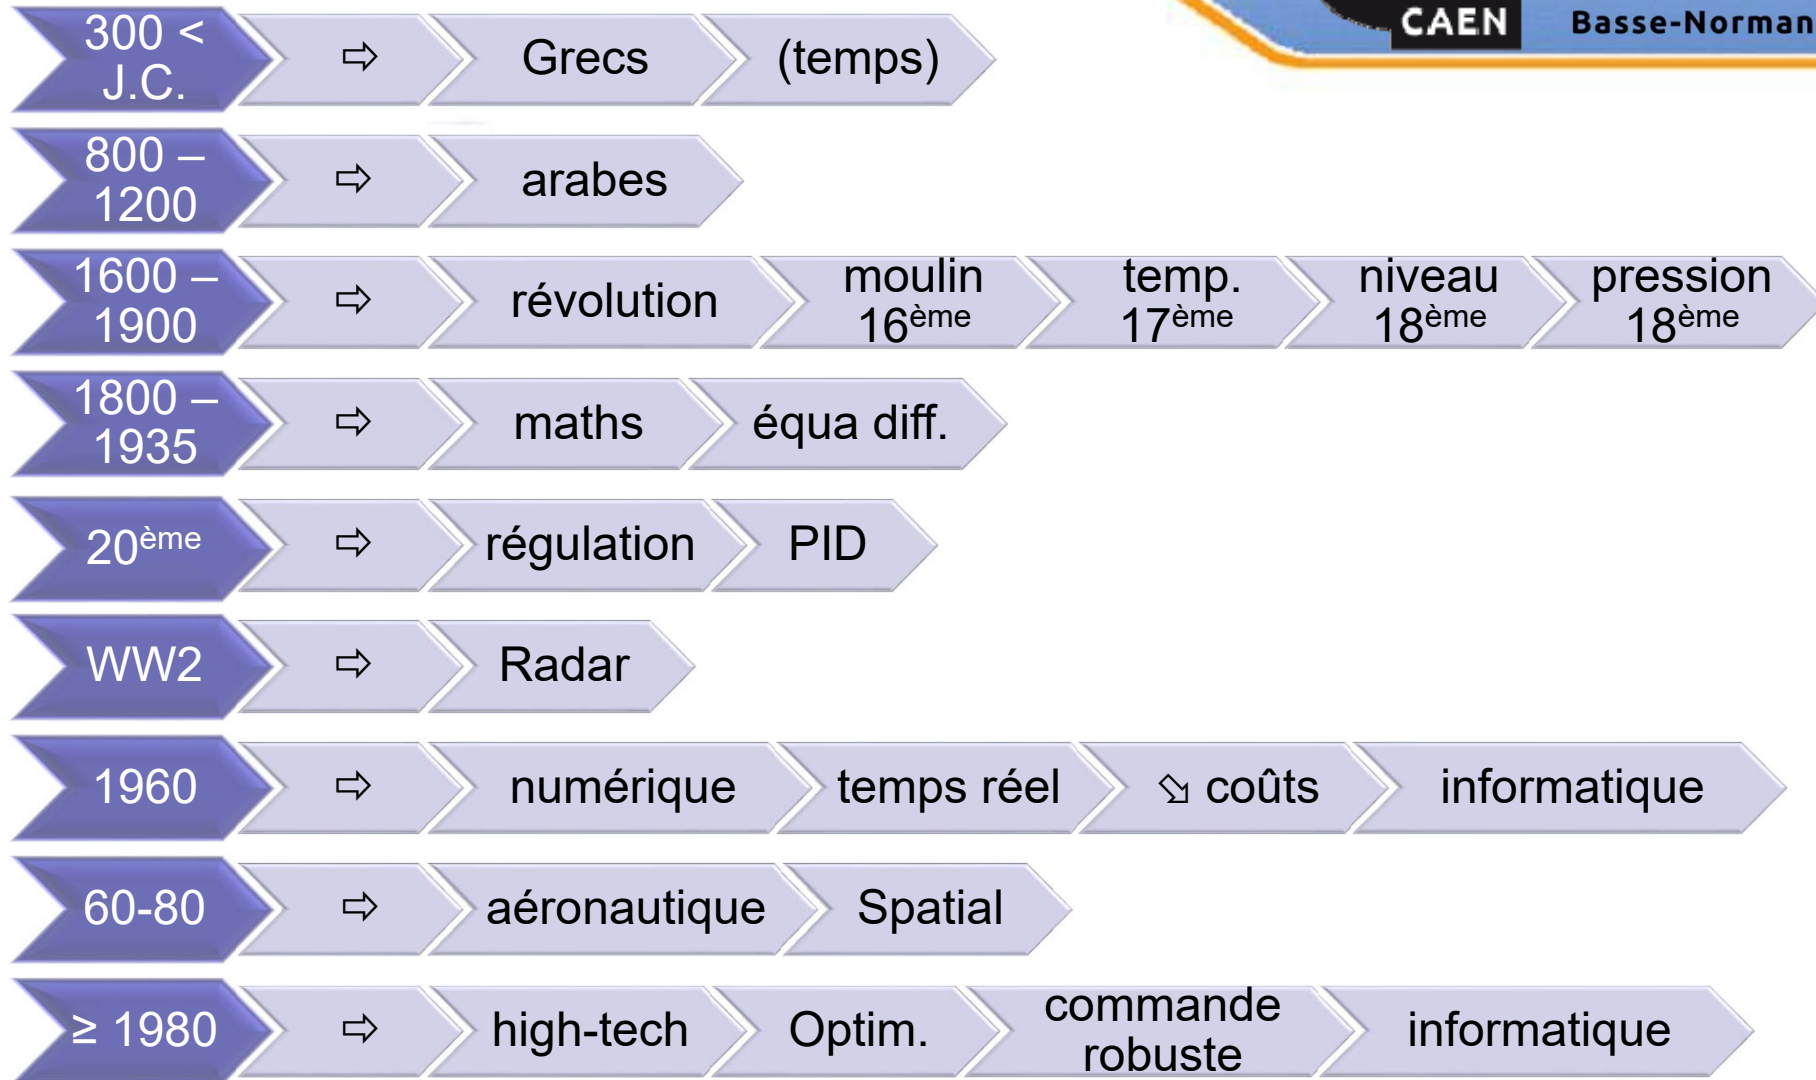 CAEN Basse-Norman
300 <
J.C.
⇨ Grecs (temps)
800 –
1200
⇨ arabes
1600 –
1900
⇨ révolution
moulin
16ème
temp.
17ème
niveau
18ème
pression
18ème
1800 –
1935
⇨ maths équa diff.
20ème ⇨ régulation PID
WW2 ⇨ Radar
1960 ⇨ numérique temps réel ⇘ coûts informatique
60-80 ⇨ aéronautique Spatial
≥ 1980 ⇨ high-tech Optim.
commande
robuste
informatique